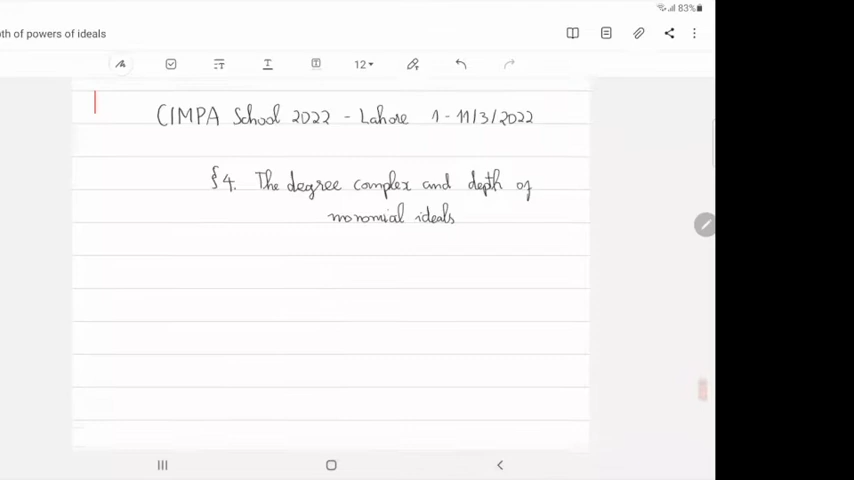 83%
th of powers of ideals
12
CIMPA School 2022 - Lahore 1 - 11/3/2022
§4. The degree complex and depth of
monomial ideals